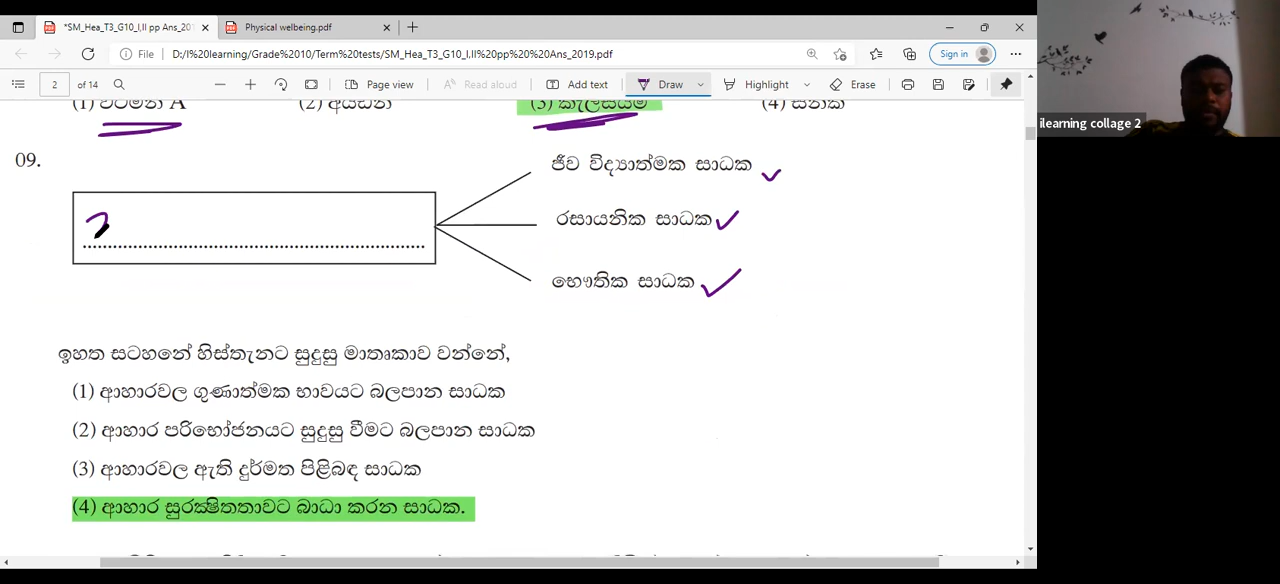 *SM_Hea_T3_G10_I,II pp Ans_201
Physical welbeing.pdf
File
D:/I%20learning/Grade%2010/Term%20tests/SM_Hea_T3_G10_I,II%20pp%20%20Ans_2019.pdf
Sign in
2 of 14
Page view
Read aloud
Add text
Draw
Highlight
Erase
ilearning collage 2
(1) විටමින් A (2) අයඩින් (3) කැල්සියම් (4) සින්ක්
09.
ජීව විද්‍යාත්මක සාධක
රසායනික සාධක
භෞතික සාධක
ඉහත සටහනේ හිස්තැනට සුදුසු මාතෘකාව වන්නේ,
(1) ආහාරවල ගුණාත්මක භාවයට බලපාන සාධක
(2) ආහාර පරිභෝජනයට සුදුසු වීමට බලපාන සාධක
(3) ආහාරවල ඇති දුර්මත පිළිබඳ සාධක
(4) ආහාර සුරක්‍ෂිතතාවට බාධා කරන සාධක.